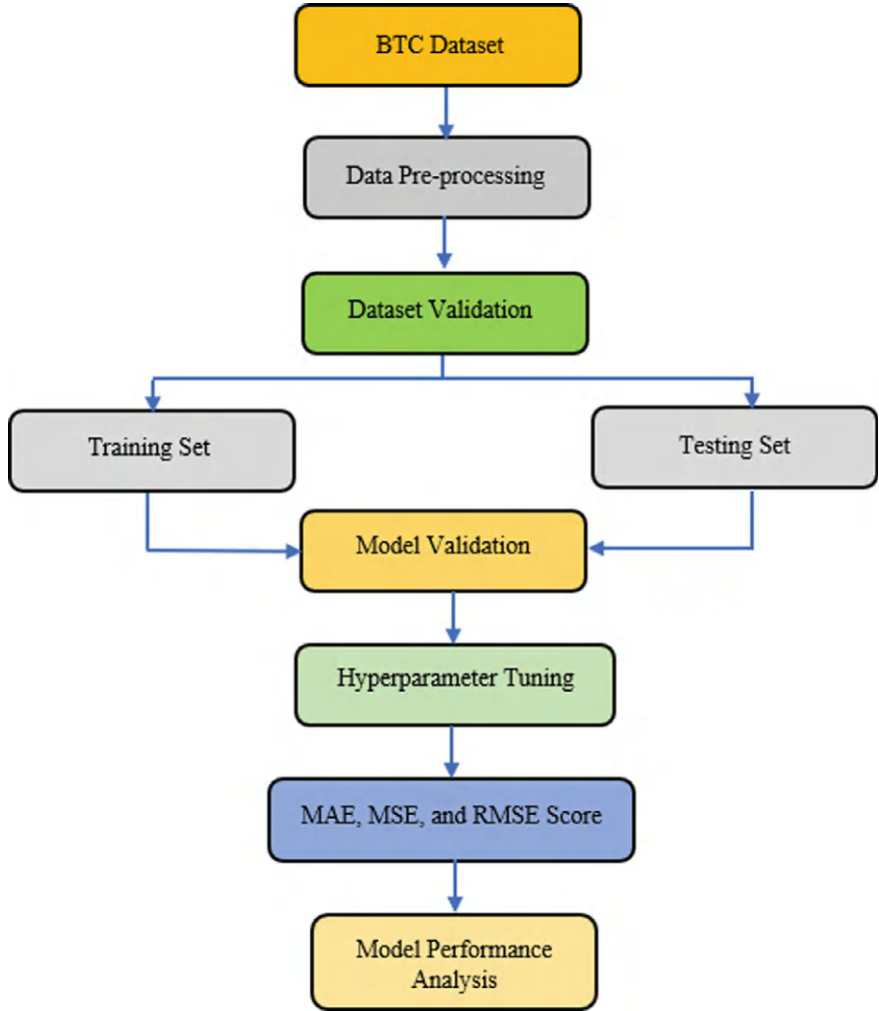 BTC Dataset
Data Pre-processing
Dataset Validation
Training Set
Testing Set
Model Validation
Hyperparameter Tuning
MAE, MSE, and RMSE Score
Model Performance
Analysis